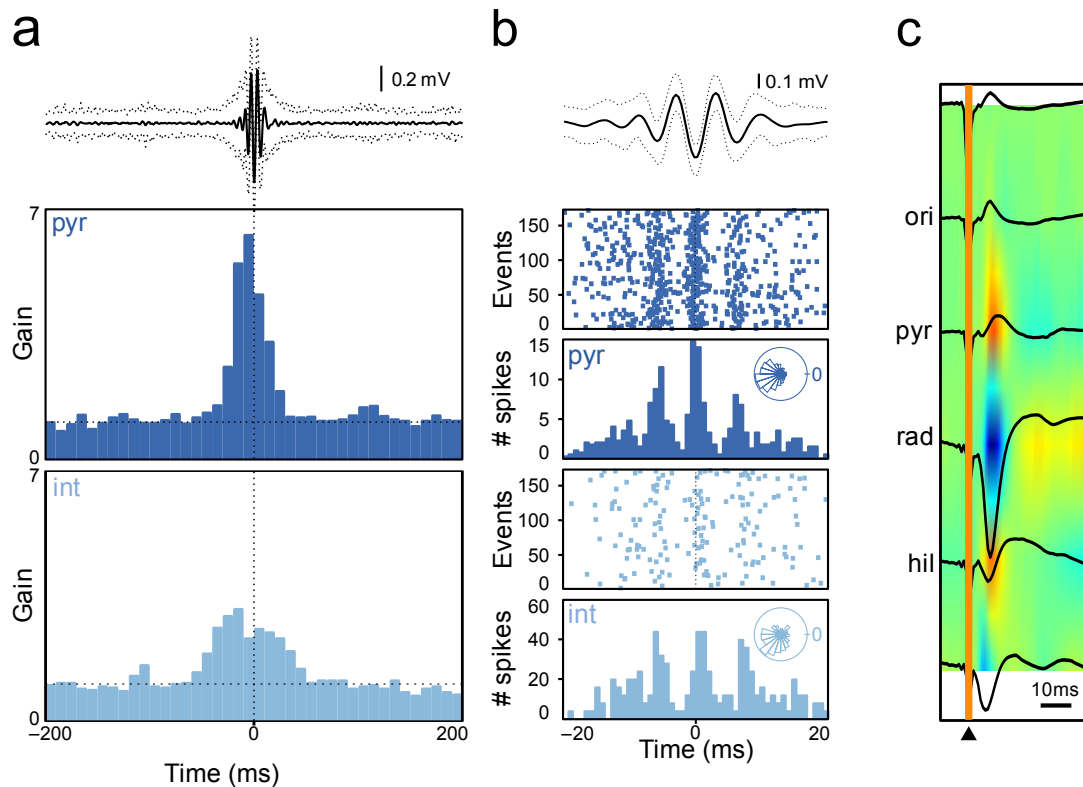 a
0.2 mV
7
pyr
Gain
0
7
int
Gain
0
–200
0
200
Time (ms)
b
0.1 mV
Events
150
100
50
0
# spikes
15
10
5
0
pyr
0
Events
150
100
50
0
# spikes
60
40
20
0
int
0
–20
0
20
Time (ms)
c
ori
pyr
rad
hil
10ms